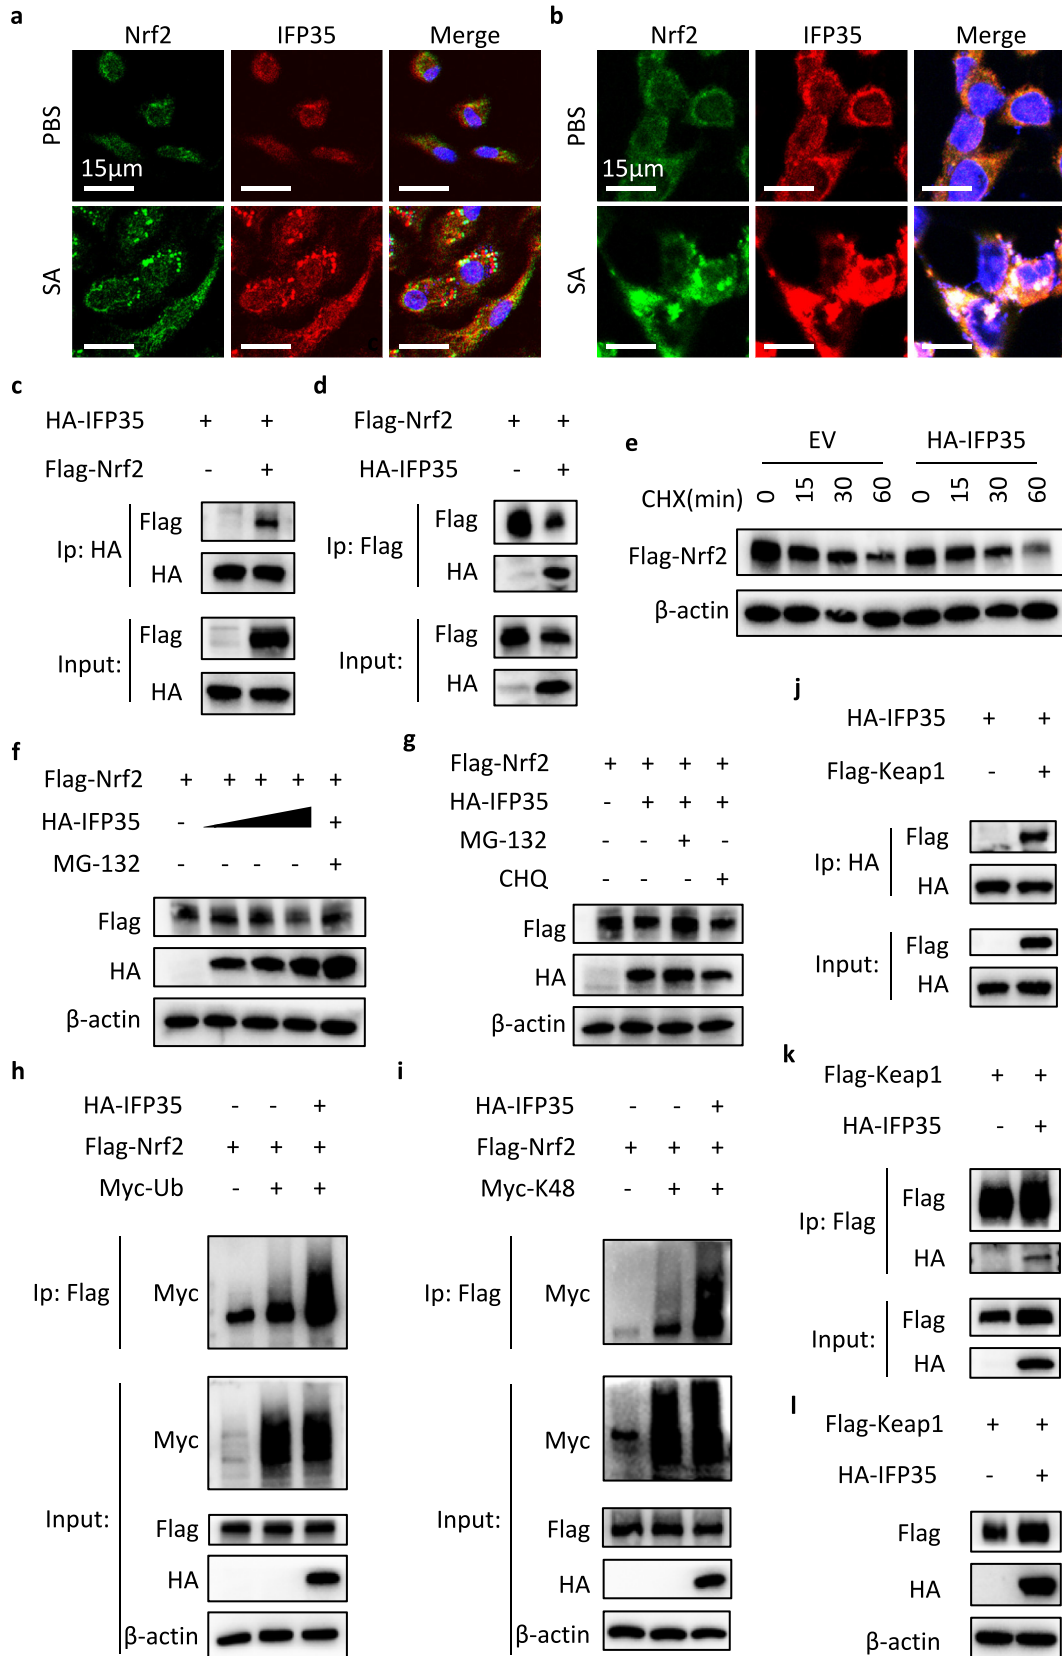 a
Nrf2 IFP35 Merge
PBS
15μm
SA
b
Nrf2 IFP35 Merge
PBS
15μm
SA
c
HA-IFP35 + +
Flag-Nrf2 - +
Ip: HA
Flag
HA
Input:
Flag
HA
d
Flag-Nrf2 + +
HA-IFP35 - +
Ip: Flag
Flag
HA
Input:
Flag
HA
e
EV HA-IFP35
CHX(min) 0 15 30 60 0 15 30 60
Flag-Nrf2
β-actin
f
Flag-Nrf2 + + + + +
HA-IFP35 - +
MG-132 - - - - +
Flag
HA
β-actin
g
Flag-Nrf2 + + + +
HA-IFP35 - + + +
MG-132 - - + -
CHQ - - - +
Flag
HA
β-actin
h
HA-IFP35 - - +
Flag-Nrf2 + + +
Myc-Ub - + +
Ip: Flag
Myc
Input:
Myc
Flag
HA
β-actin
i
HA-IFP35 - - +
Flag-Nrf2 + + +
Myc-K48 - + +
Ip: Flag
Myc
Input:
Myc
Flag
HA
β-actin
j
HA-IFP35 + +
Flag-Keap1 - +
Ip: HA
Flag
HA
Input:
Flag
HA
k
Flag-Keap1 + +
HA-IFP35 - +
Ip: Flag
Flag
HA
Input:
Flag
HA
l
Flag-Keap1 + +
HA-IFP35 - +
Flag
HA
β-actin